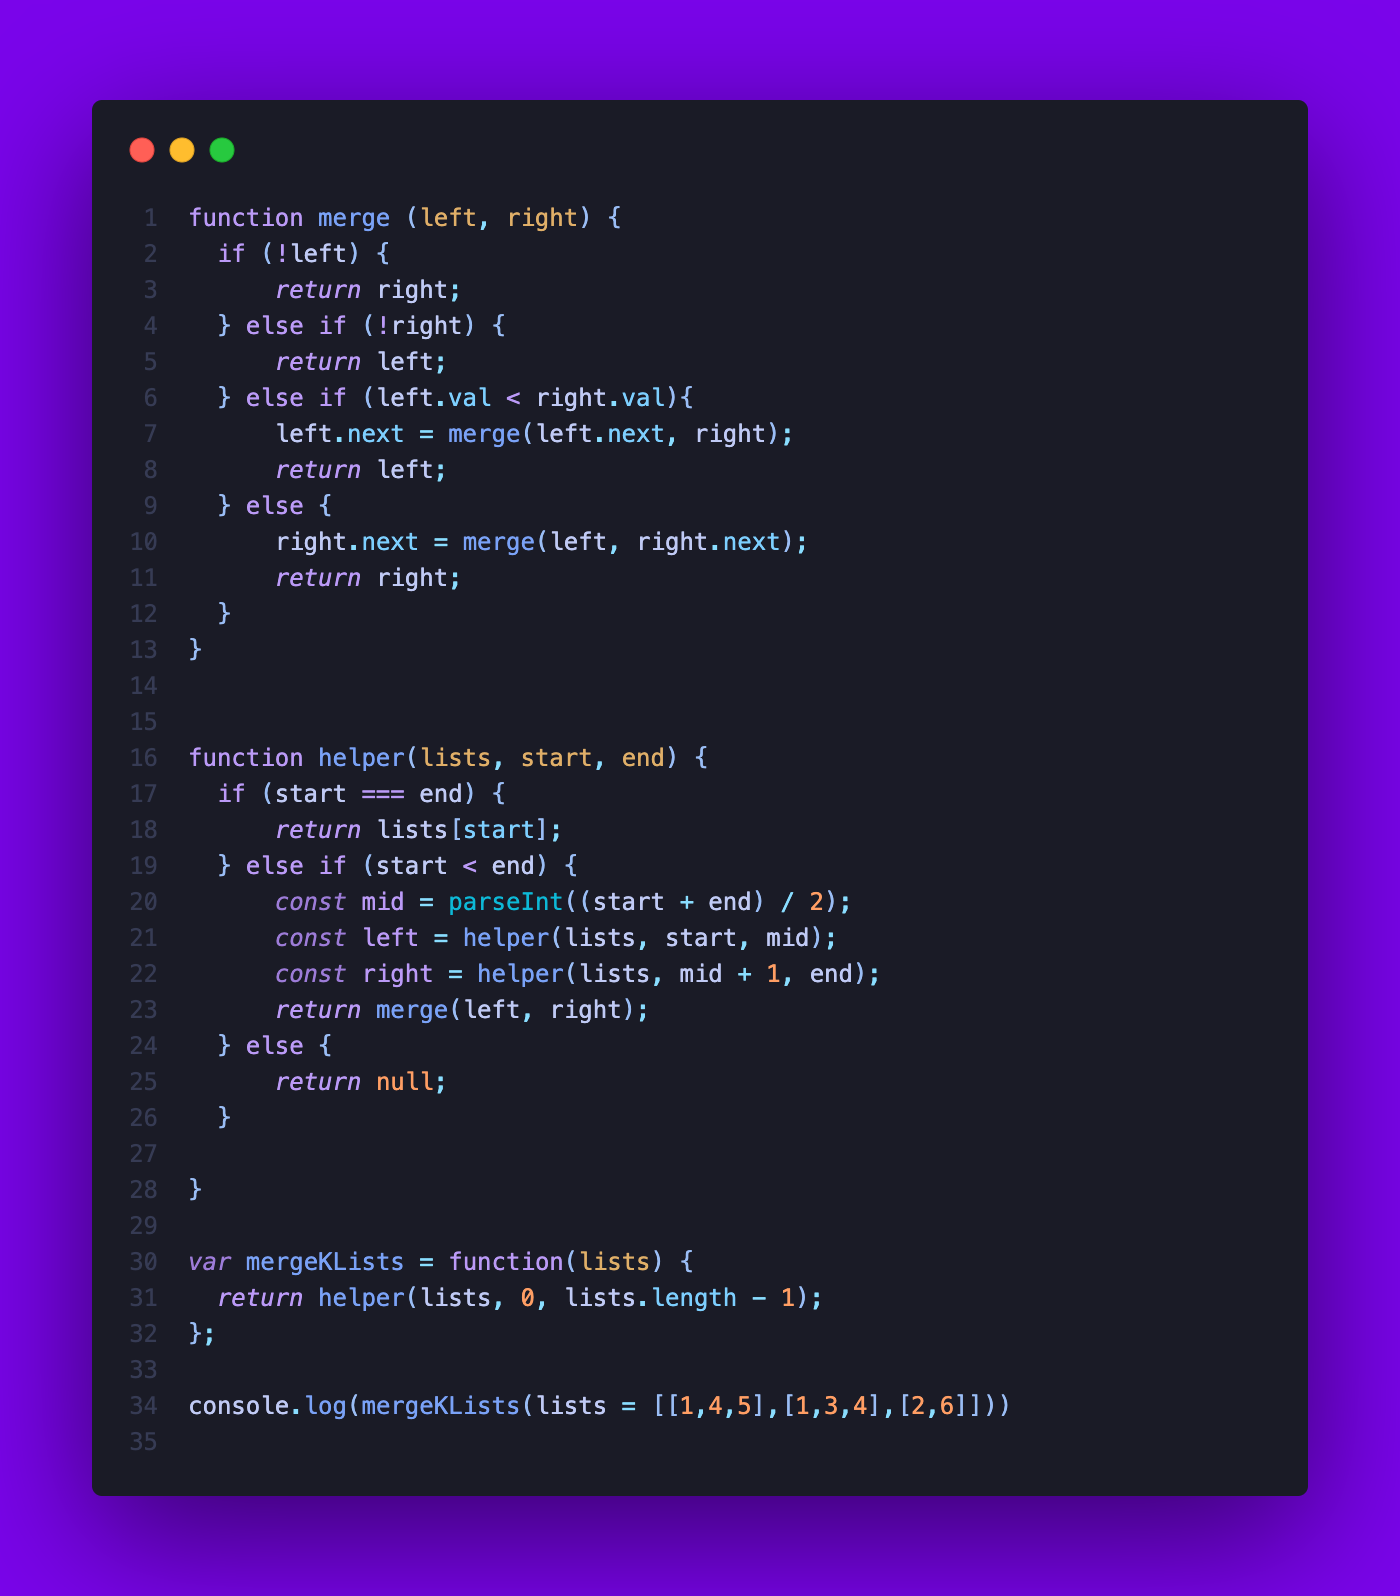 1 function merge (left, right) {
2   if (!left) {
3       return right;
4   } else if (!right) {
5       return left;
6   } else if (left.val < right.val){
7       left.next = merge(left.next, right);
8       return left;
9   } else {
10       right.next = merge(left, right.next);
11       return right;
12   }
13 }
14
15
16 function helper(lists, start, end) {
17   if (start === end) {
18       return lists[start];
19   } else if (start < end) {
20       const mid = parseInt((start + end) / 2);
21       const left = helper(lists, start, mid);
22       const right = helper(lists, mid + 1, end);
23       return merge(left, right);
24   } else {
25       return null;
26   }
27
28 }
29
30 var mergeKLists = function(lists) {
31   return helper(lists, 0, lists.length - 1);
32 };
33
34 console.log(mergeKLists(lists = [[1,4,5],[1,3,4],[2,6]]))
35